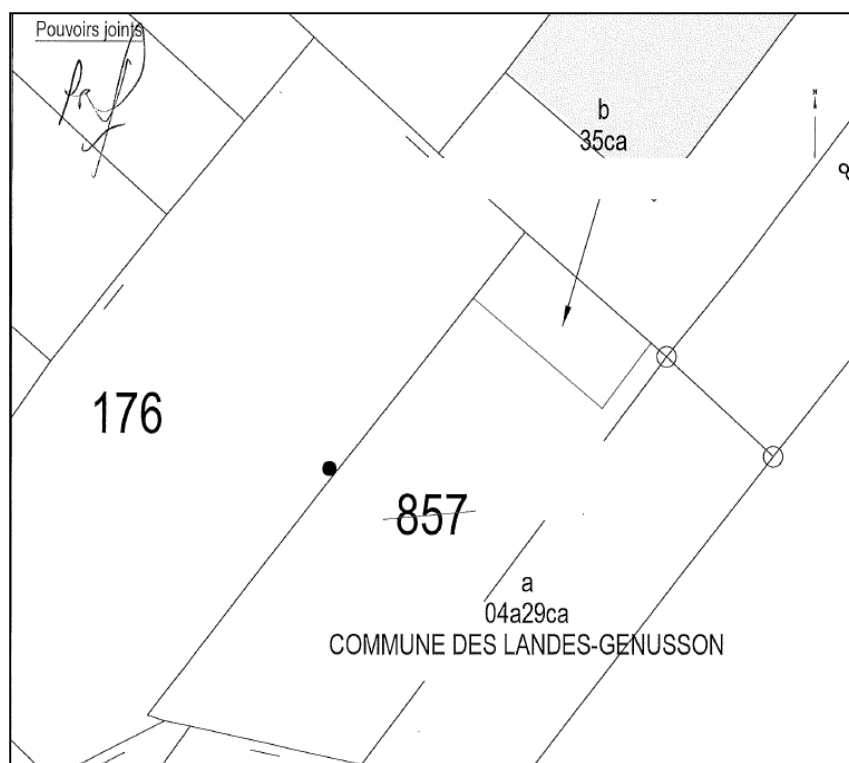 Pouvoirs joints
b
35ca
176
857
a
04a29ca
COMMUNE DES LANDES-GENUSSON